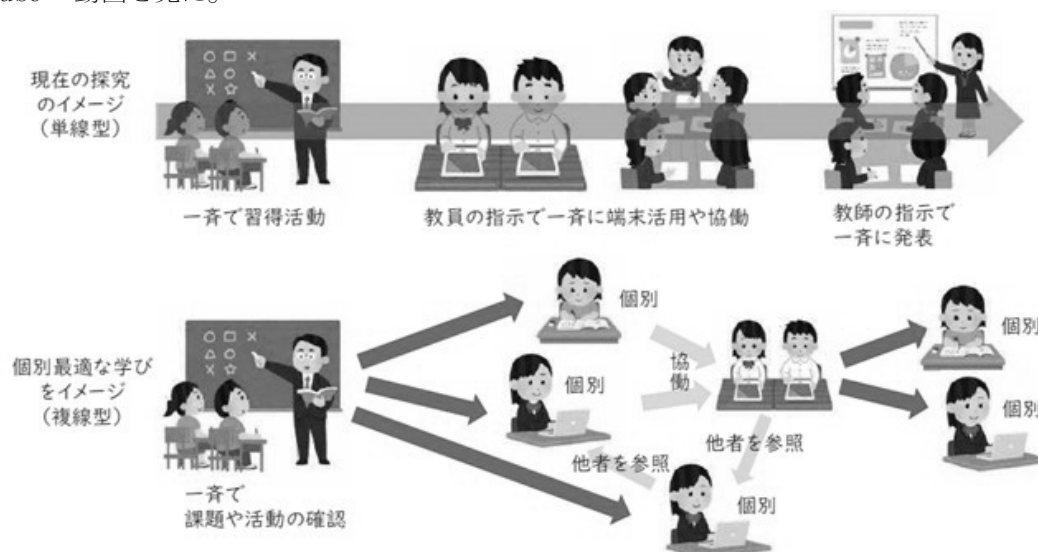 現在の探究
のイメージ
(単線型)
一斉で習得活動
教員の指示で一斉に端末活用や協働
教師の指示で
一斉に発表
個別最適な学び
をイメージ
(複線型)
一斉で
課題や活動の確認
個別
個別
個別
協働
他者を参照
他者を参照
個別
個別